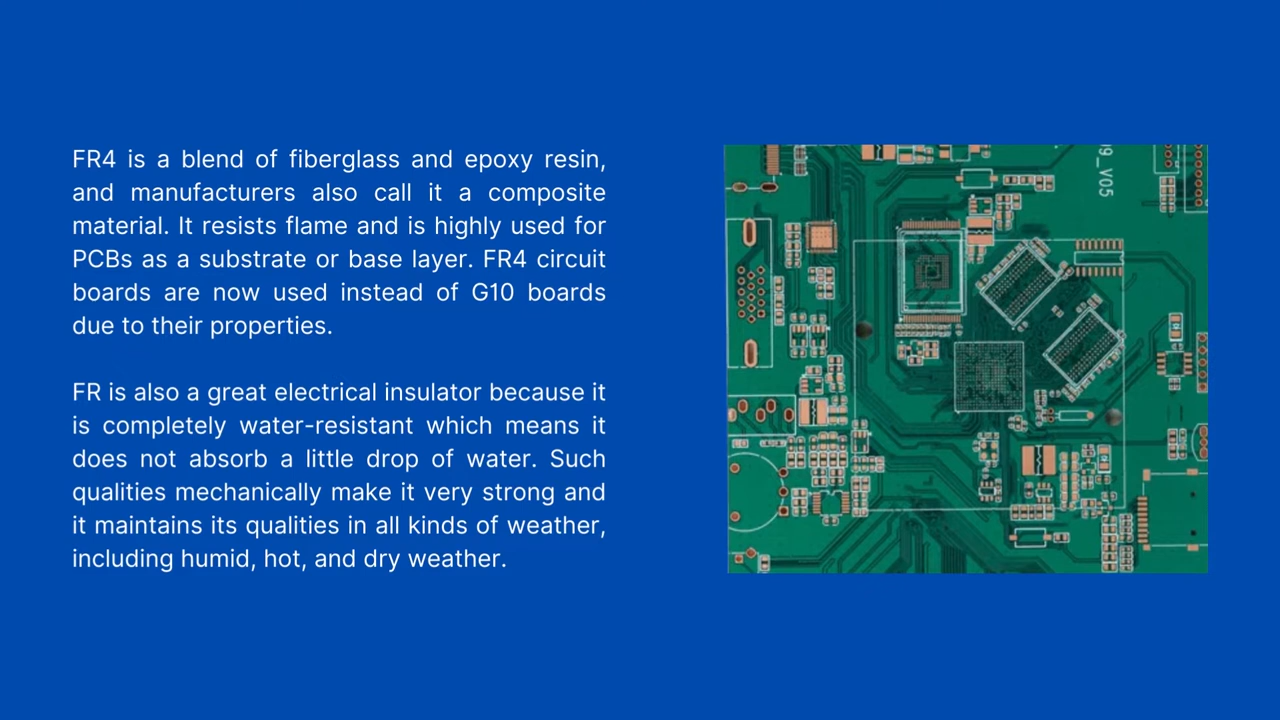 FR4 is a blend of fiberglass and epoxy resin,
and manufacturers also call it a composite
material. It resists flame and is highly used for
PCBs as a substrate or base layer. FR4 circuit
boards are now used instead of G10 boards
due to their properties.
FR is also a great electrical insulator because it
is completely water-resistant which means it
does not absorb a little drop of water. Such
qualities mechanically make it very strong and
it maintains its qualities in all kinds of weather,
including humid, hot, and dry weather.
9_V05